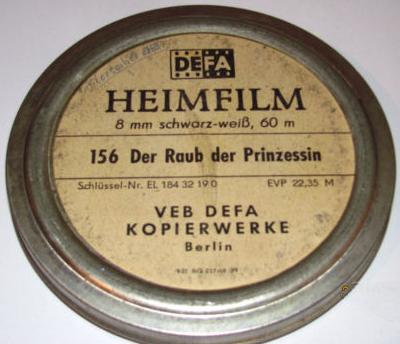 DEFA
HEIMFILM
8 mm schwarz-weiß, 60 m
156 Der Raub der Prinzessin
Schlüssel-Nr. EL 184 32 19 0 EVP 22,35 M
VEB DEFA
KOPIERWERKE
Berlin